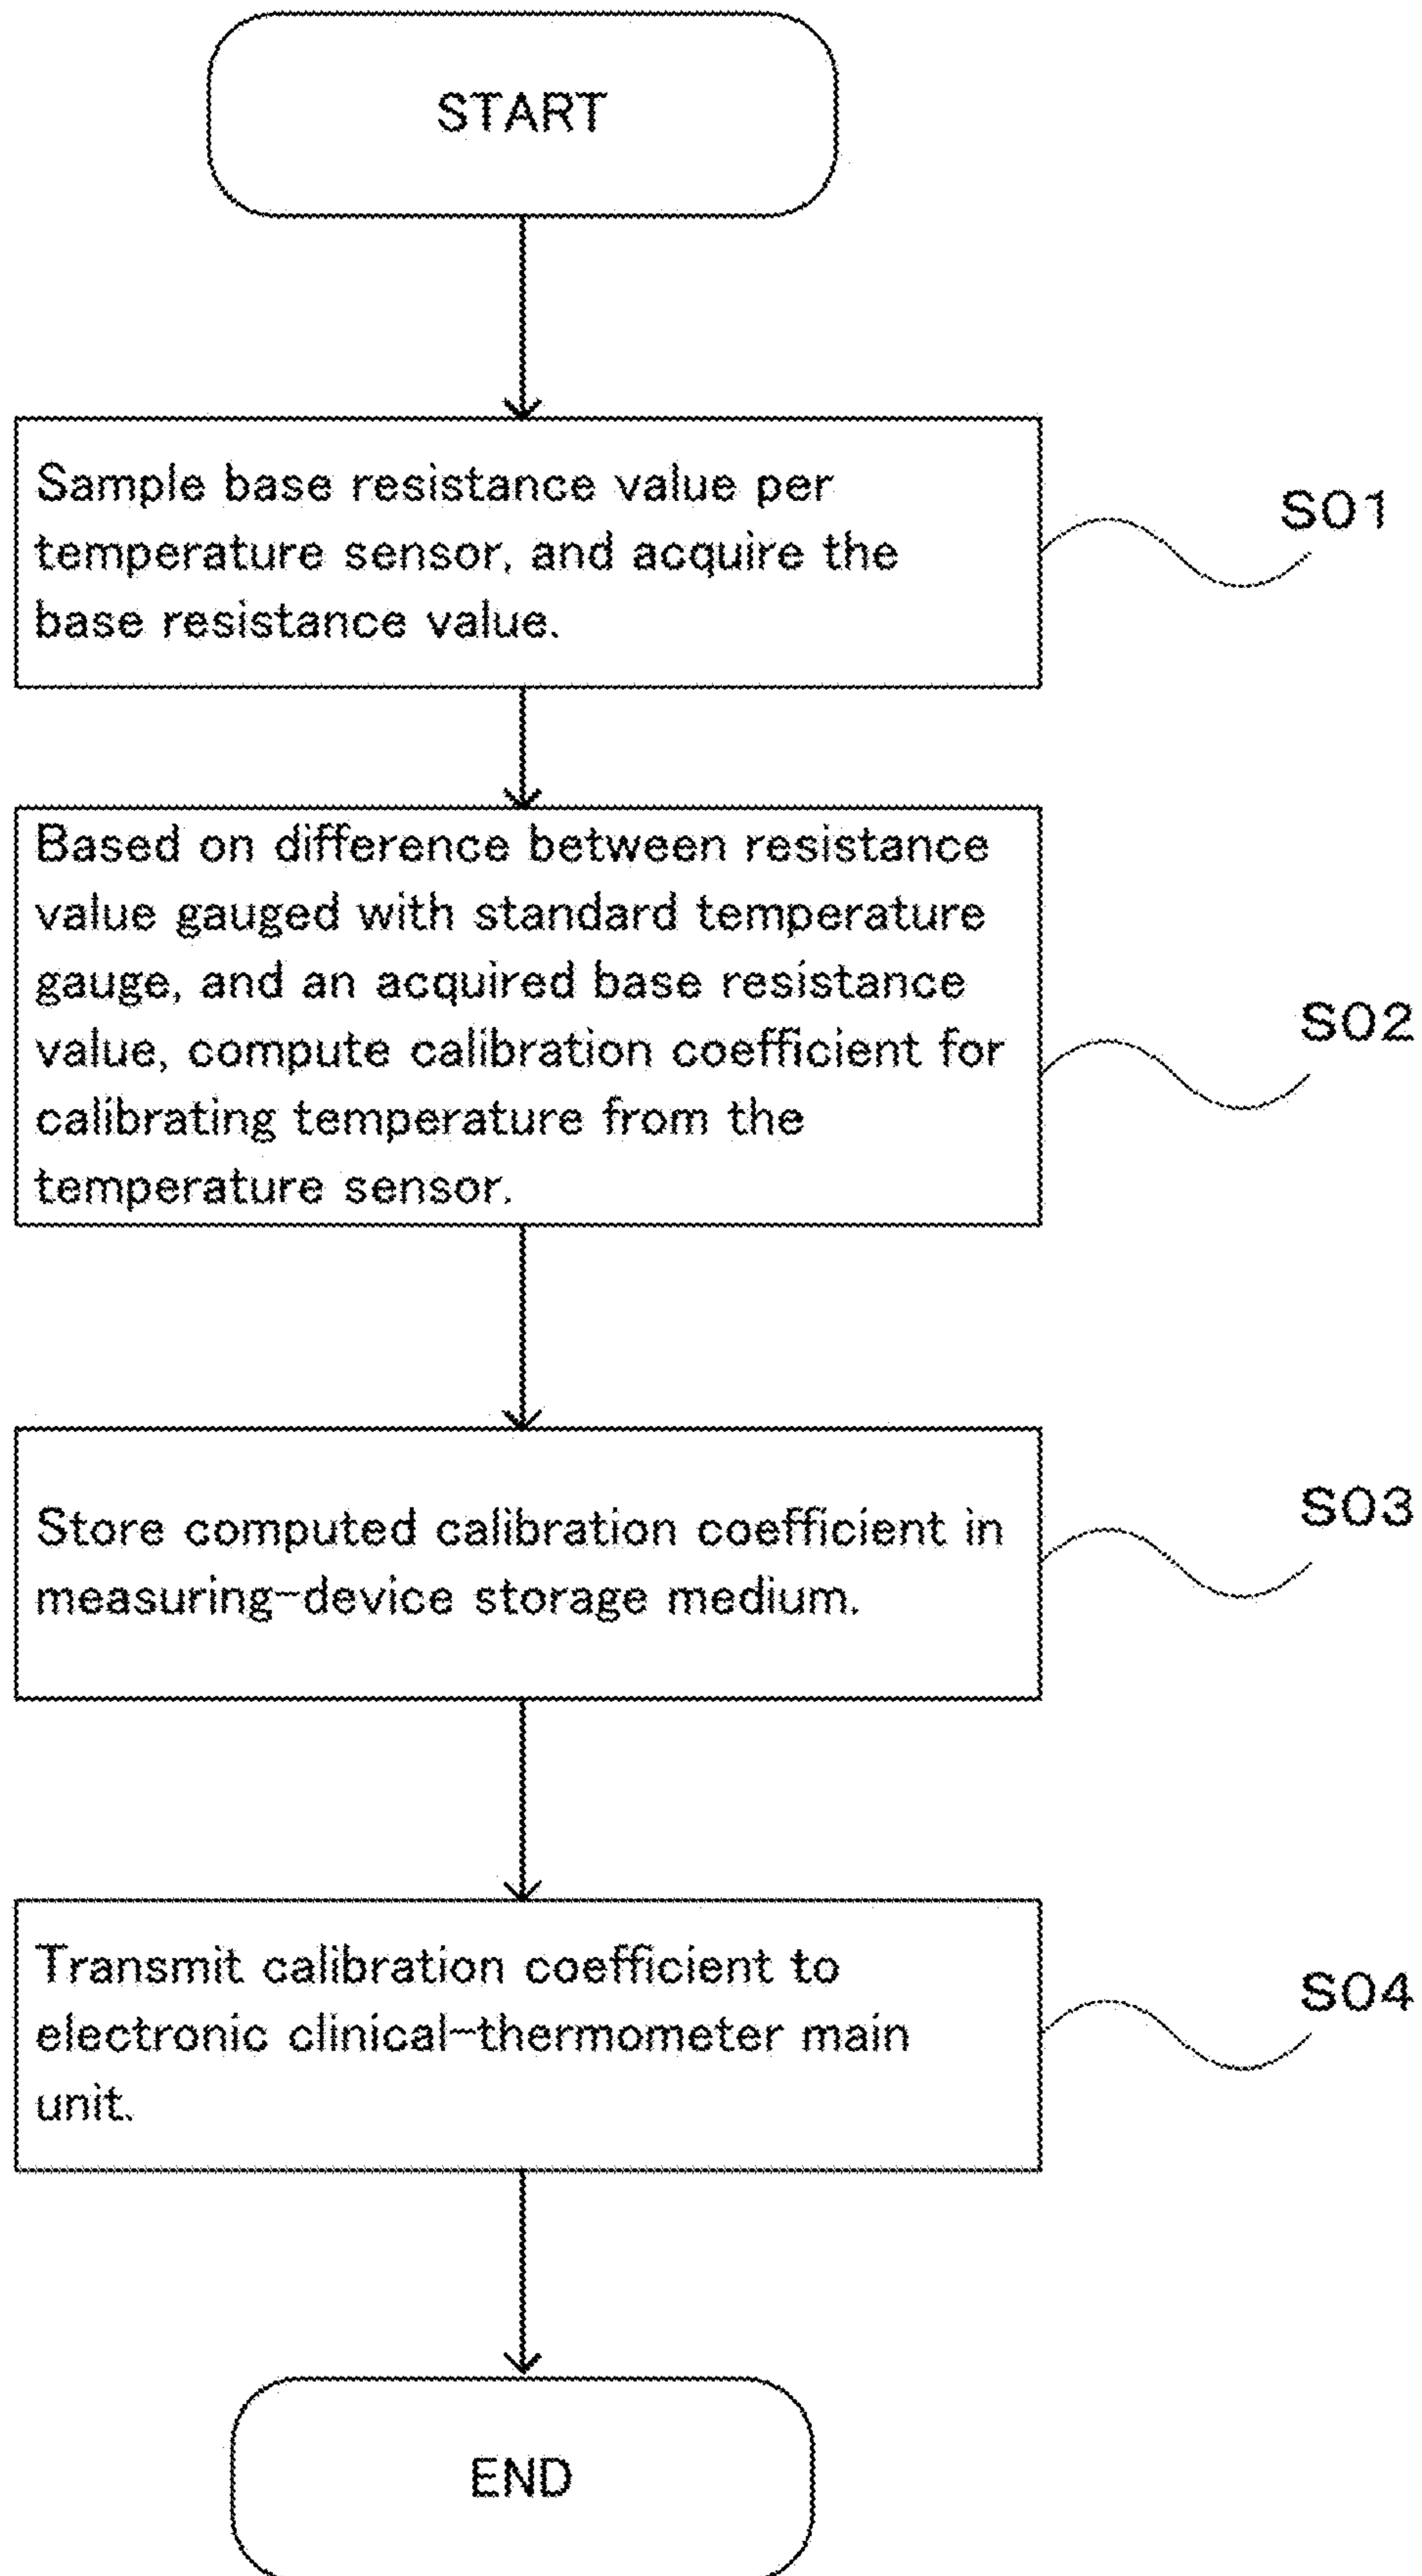 START
Sample base resistance value per
temperature sensor, and acquire the
base resistance value.
S01
Based on difference between resistance
value gauged with standard temperature
gauge, and an acquired base resistance
value, compute calibration coefficient for
calibrating temperature from the
temperature sensor.
S02
Store computed calibration coefficient in
measuring-device storage medium.
S03
Transmit calibration coefficient to
electronic clinical-thermometer main
unit.
S04
END